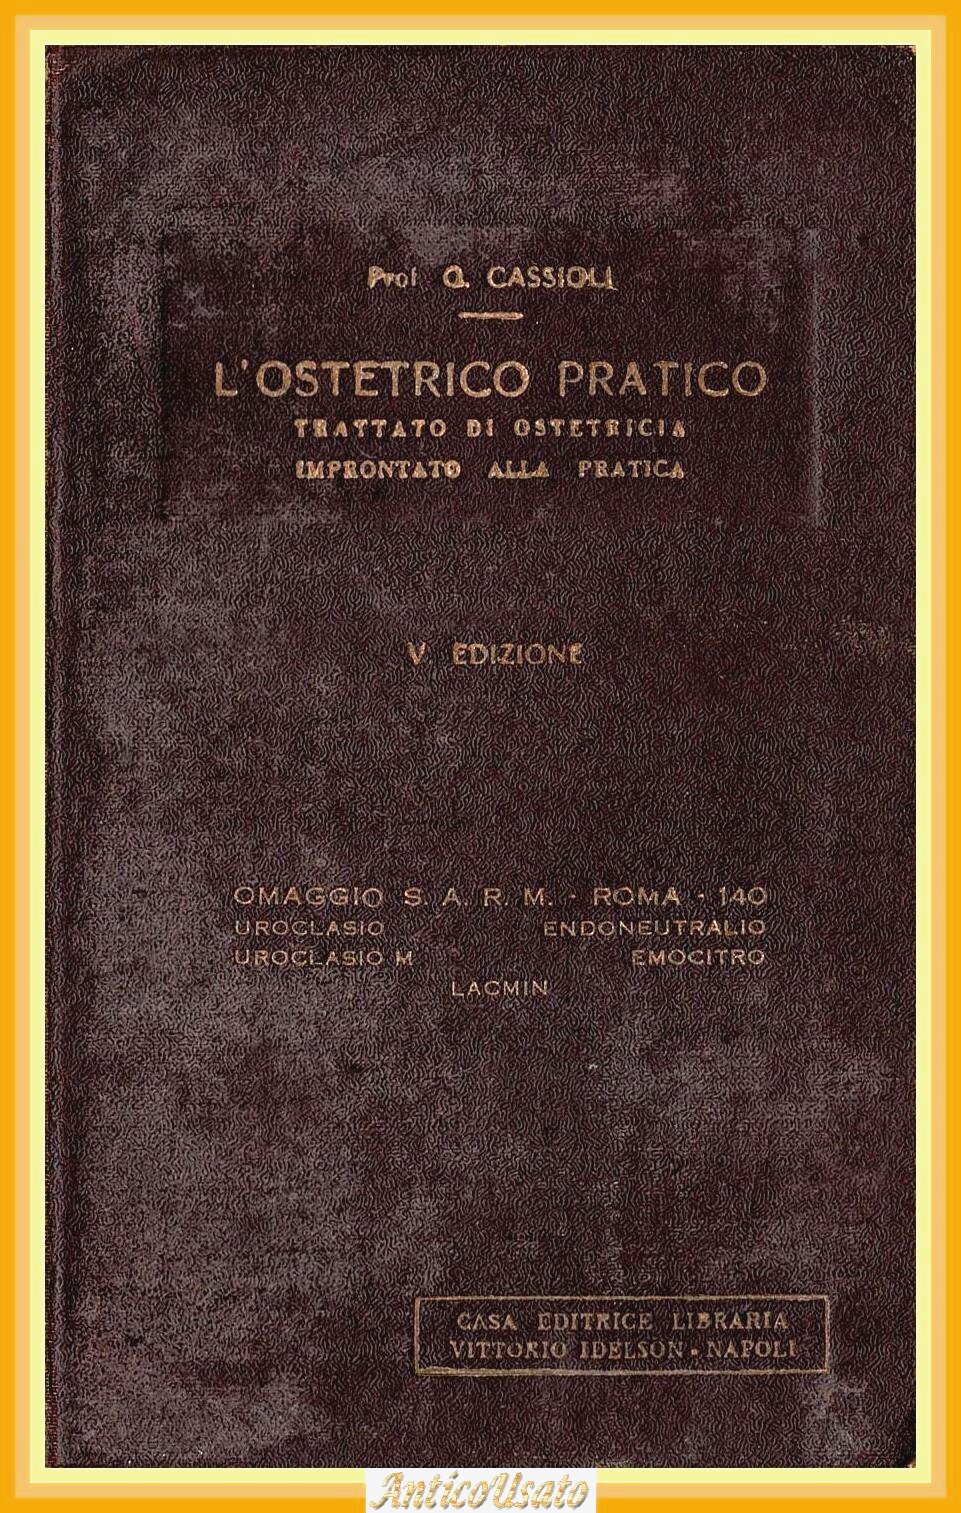 Prof Q. CASSIOLI
L'OSTETRICO PRATICO
TRATTATO DI OSTETRICIA
IMPRONTATO ALLA PRATICA
V EDIZIONE
OMAGGIO S. A. R. M. - ROMA - 140
UROCLASIO ENDONEUTRALIO
UROCLASIO M EMOCITRO
LACMIN
CASA EDITRICE LIBRARIA
VITTORIO IDELSON - NAPOLI
AnticoUsato